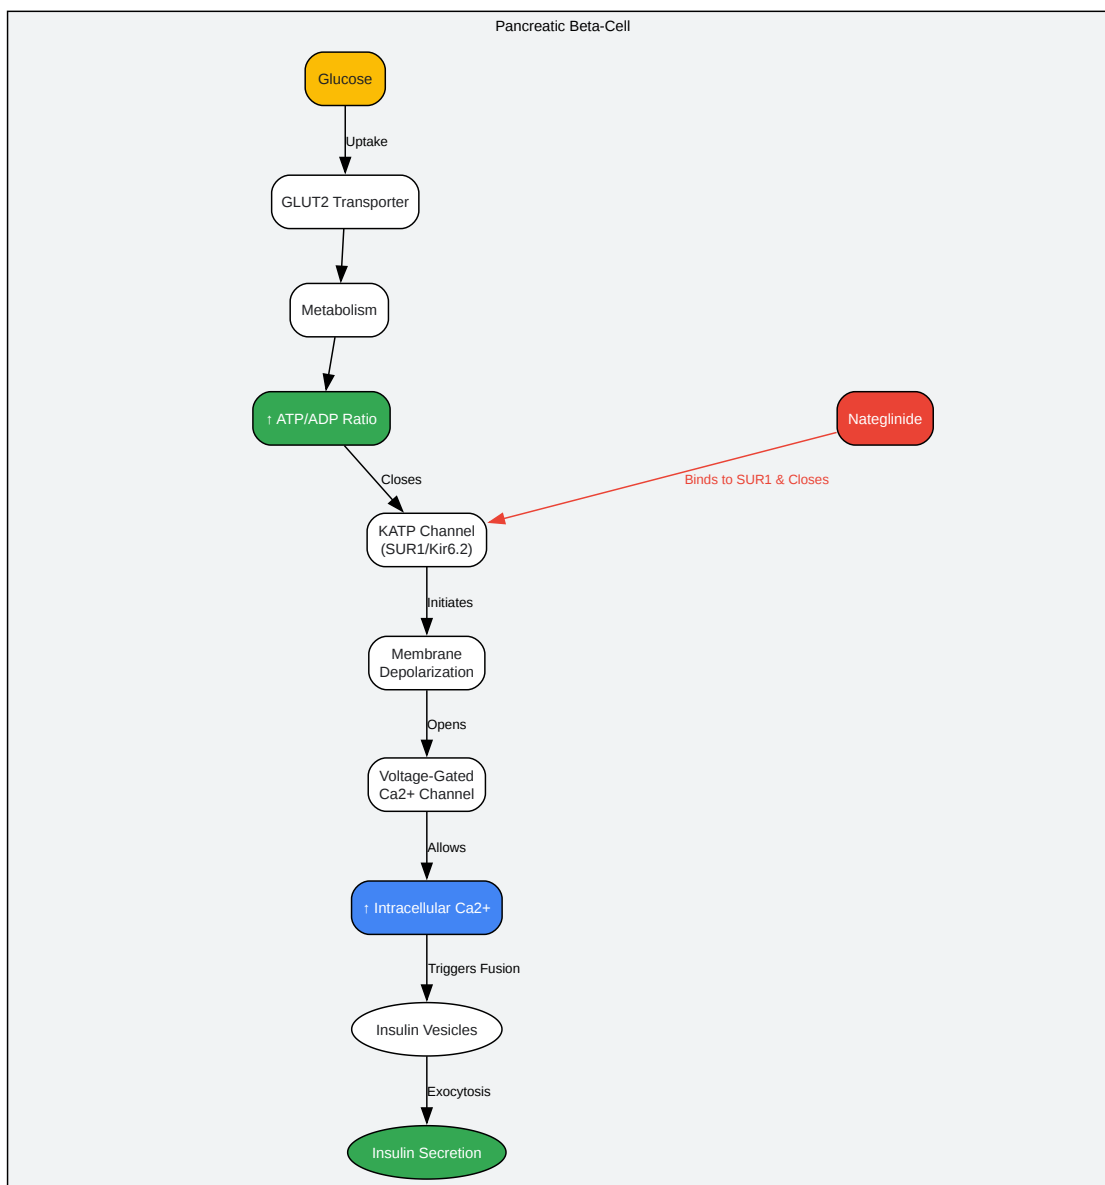 Pancreatic Beta-Cell
Glucose
Uptake
GLUT2 Transporter
Metabolism
↑ ATP/ADP Ratio
Nateglinide
Closes
Binds to SUR1 & Closes
KATP Channel
(SUR1/Kir6.2)
Initiates
Membrane
Depolarization
Opens
Voltage-Gated
Ca2+ Channel
Allows
↑ Intracellular Ca2+
Triggers Fusion
Insulin Vesicles
Exocytosis
Insulin Secretion